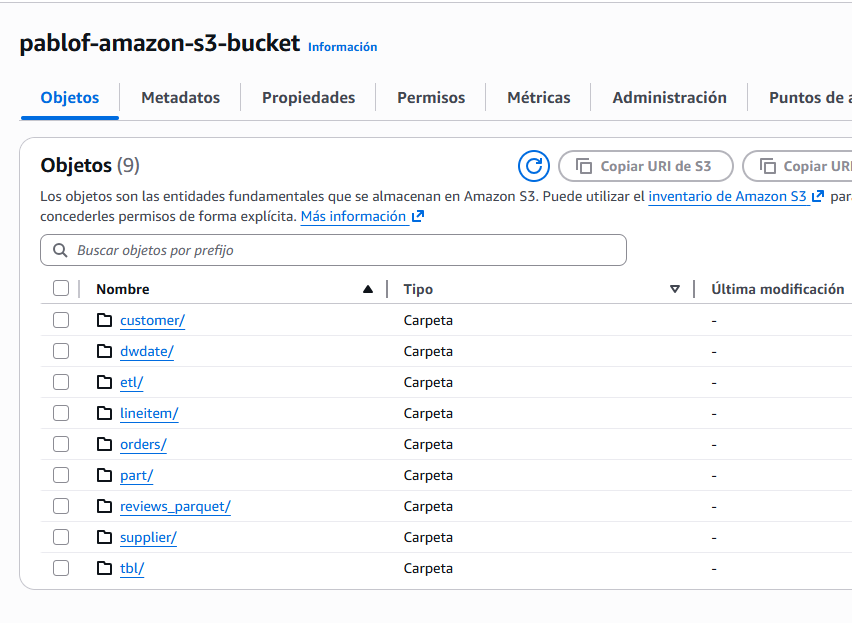 pablof-amazon-s3-bucket Información
Objetos Metadatos Propiedades Permisos Métricas Administración Puntos de a
Objetos (9)
Copiar URI de S3 Copiar URI
Los objetos son las entidades fundamentales que se almacenan en Amazon S3. Puede utilizar el inventario de Amazon S3 para
concederles permisos de forma explícita. Más información
Buscar objetos por prefijo
Nombre Tipo Última modificación
customer/ Carpeta -
dwdate/ Carpeta -
etl/ Carpeta -
lineitem/ Carpeta -
orders/ Carpeta -
part/ Carpeta -
reviews_parquet/ Carpeta -
supplier/ Carpeta -
tbl/ Carpeta -